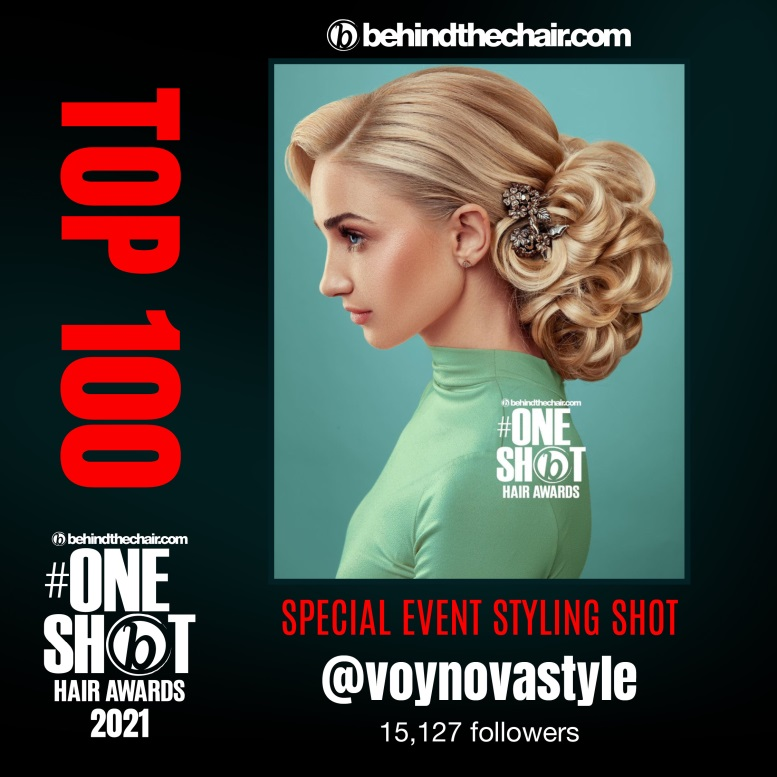 behindthechair.com
TOP 100
behindthechair.com
#ONE
SHOT
HAIR AWARDS
behindthechair.com
#ONE
SHOT
HAIR AWARDS
2021
SPECIAL EVENT STYLING SHOT
@voynovastyle
15,127 followers